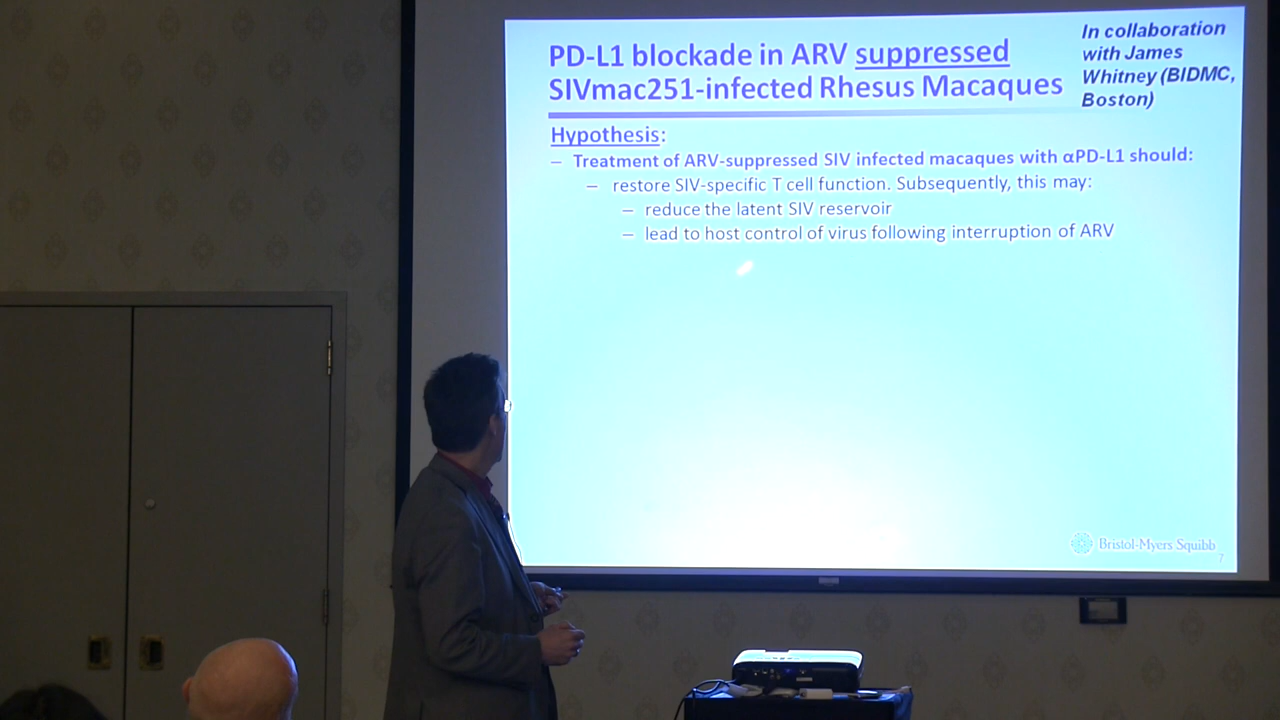 PD-L1 blockade in ARV suppressed
SIVmac251-infected Rhesus Macaques
In collaboration
with James
Whitney (BIDMC,
Boston)
Hypothesis:
– Treatment of ARV-suppressed SIV infected macaques with αPD-L1 should:
– restore SIV-specific T cell function. Subsequently, this may:
– reduce the latent SIV reservoir
– lead to host control of virus following interruption of ARV
Bristol-Myers Squibb
7